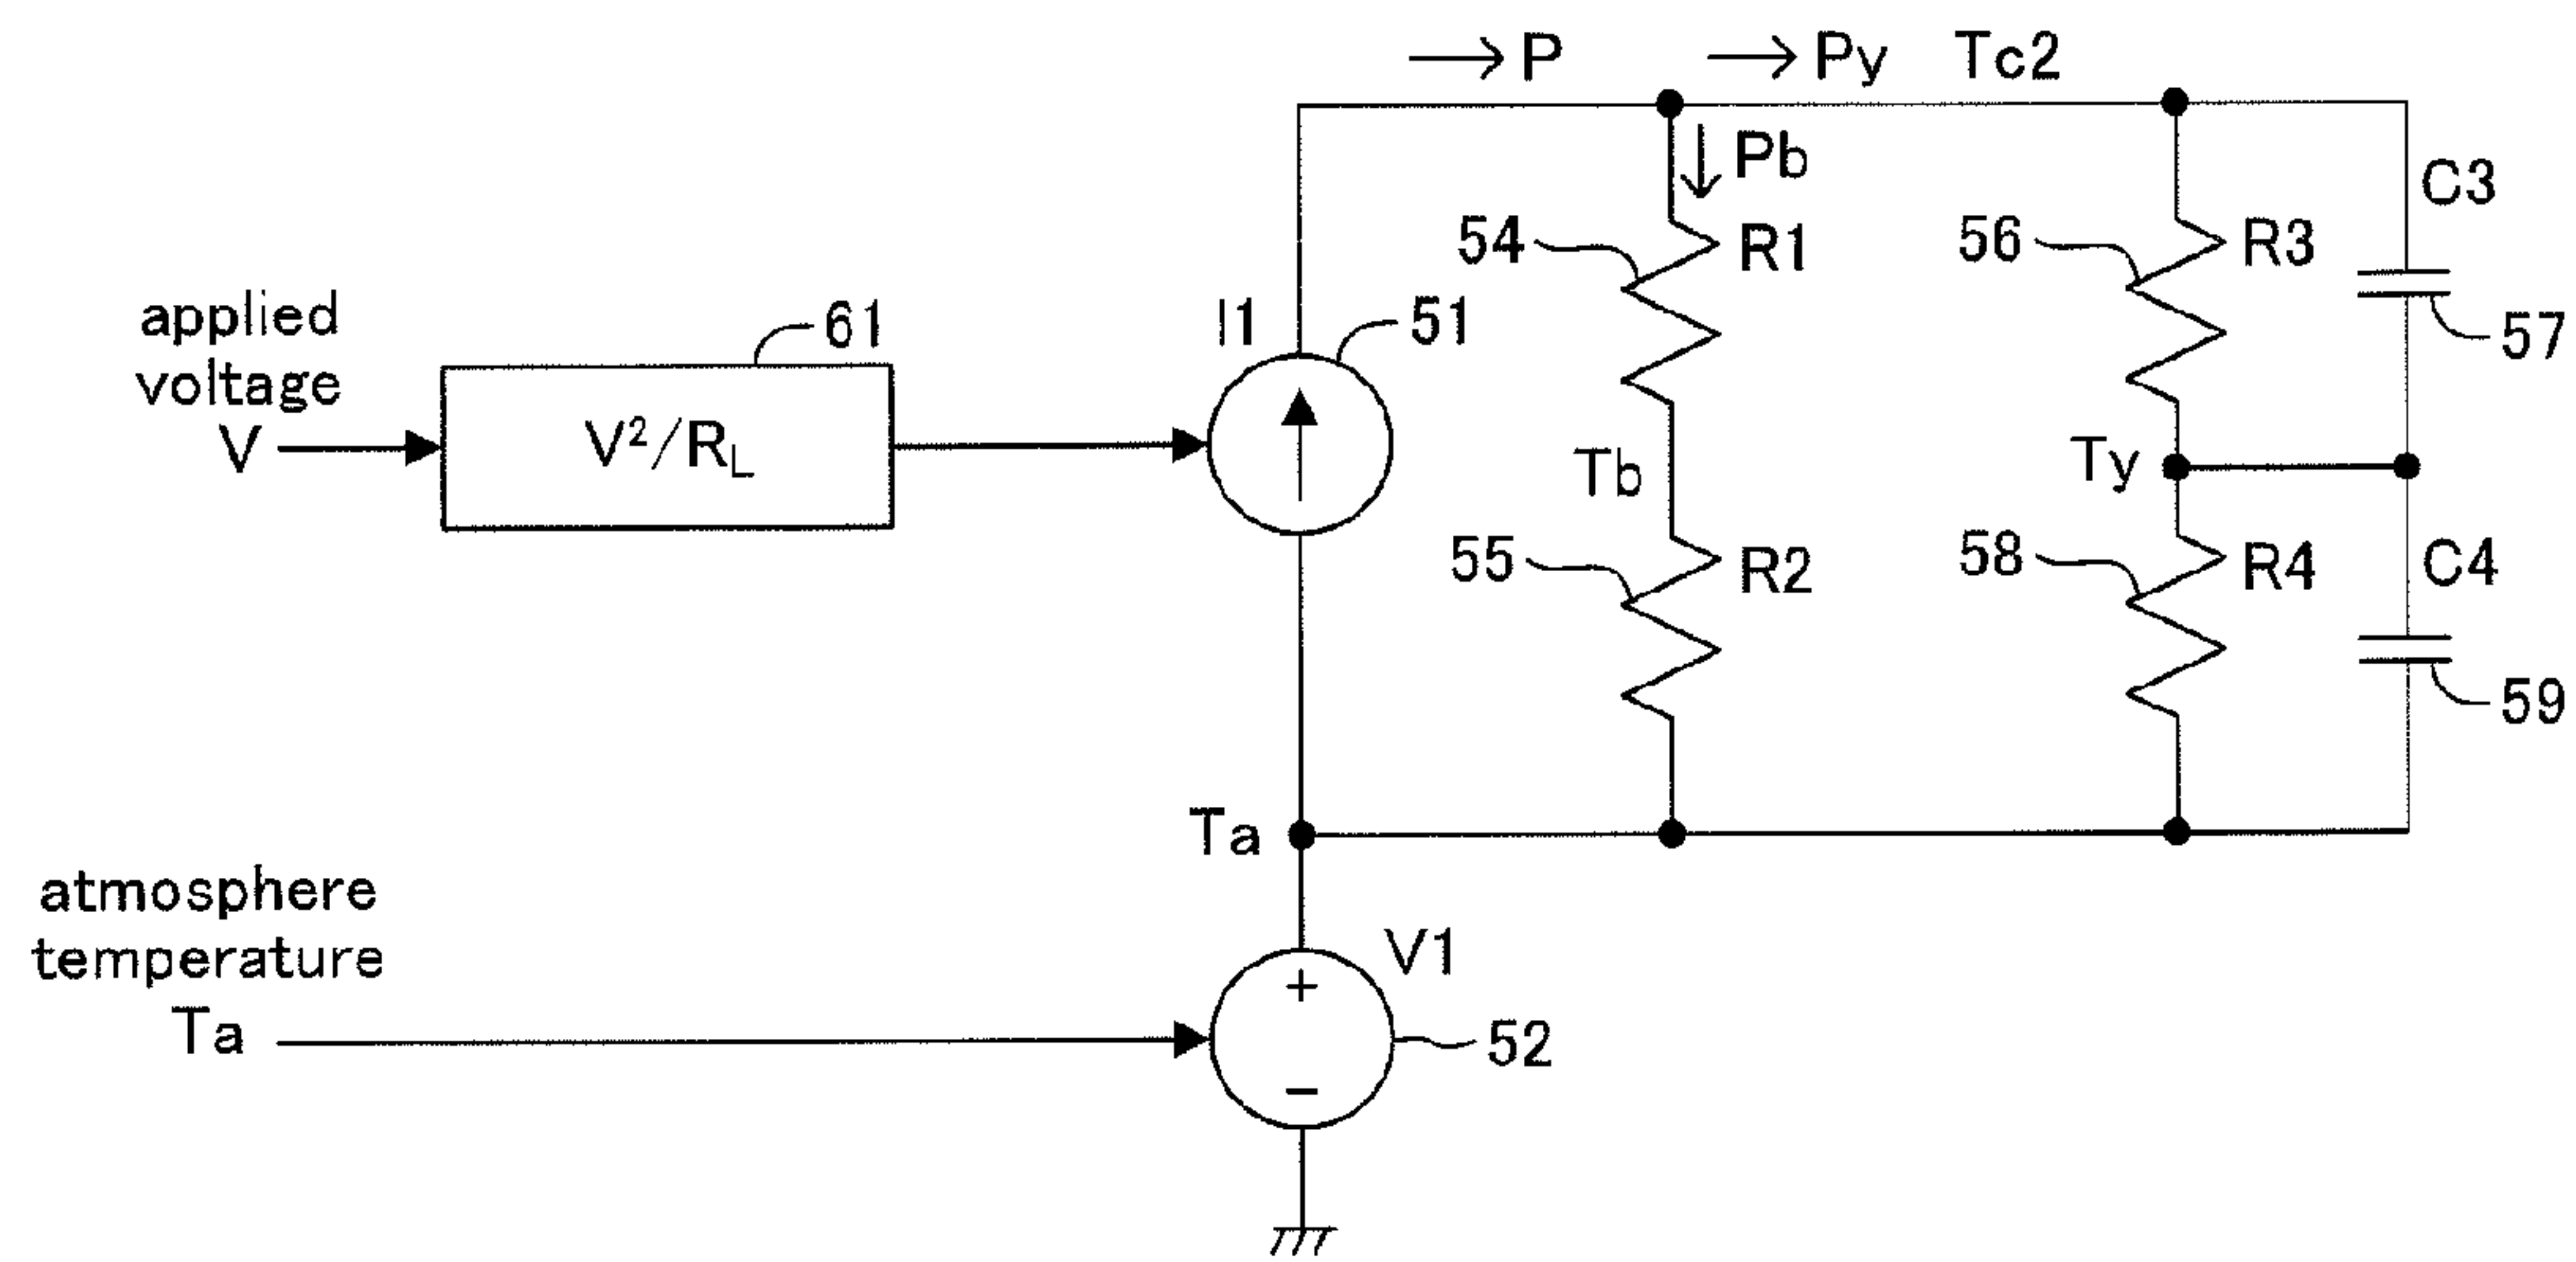 P
Py
Tc2
Pb
C3
54
R1
56
R3
applied
voltage
V
61
V²/RL
I1
51
57
Tb
Ty
55
R2
58
R4
C4
59
Ta
atmosphere
temperature
Ta
V1
+
−
52